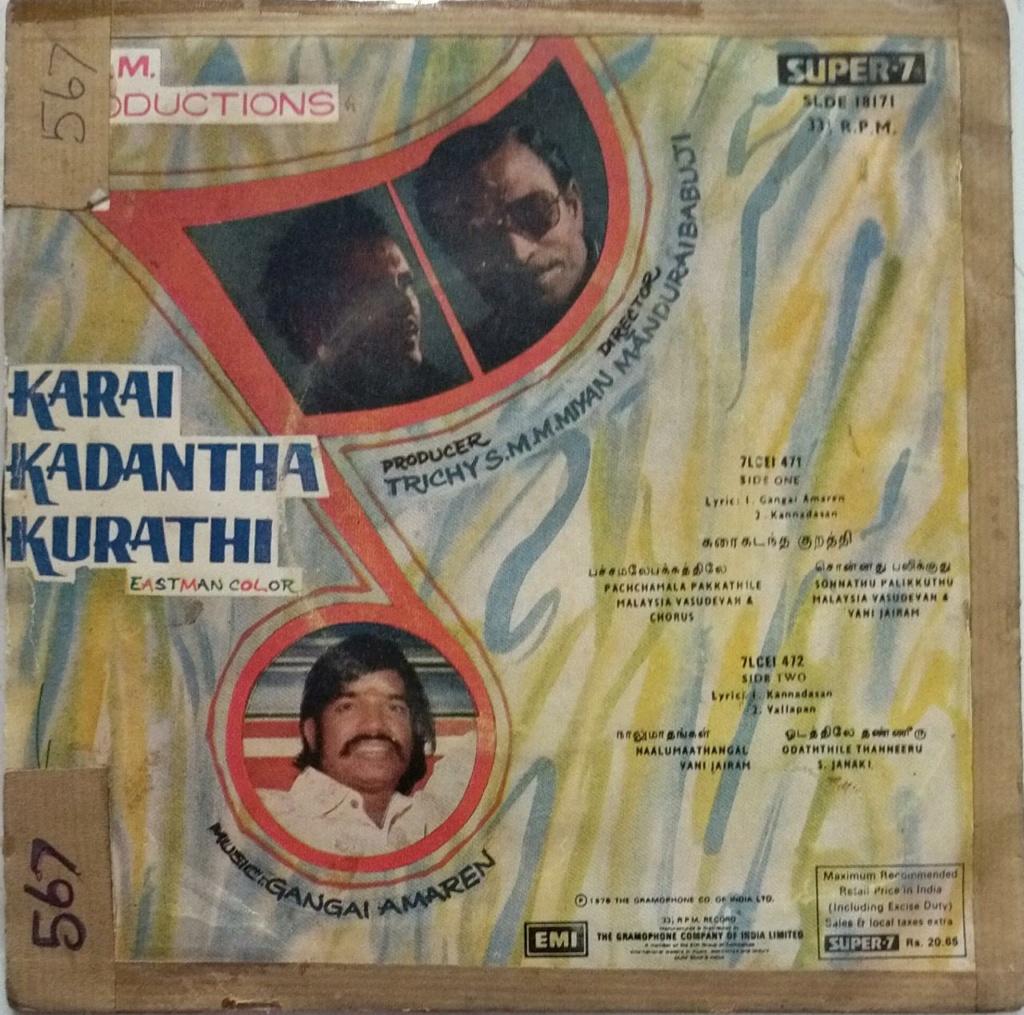 567
M.
ODUCTIONS
SUPER-7
SLDE 18171
33⅓ R.P.M.
DIRECTOR
MANDURAIBABUJI
PRODUCER
TRICHY S.M.M.MIYAN
KARAI
KADANTHA
KURATHI
EASTMAN COLOR
7LCEI 471
SIDE ONE
Lyric: 1. Gangai Amaren
2. Kannadasan
கரைகடந்த குறத்தி
பச்சமலேபக்கத்திலே
PACHCHAMALA PAKKATHILE
MALAYSIA VASUDEVAN &
CHORUS
சொன்னது பலிக்குது
SONNATHU PALIKKUTHU
MALAYSIA VASUDEVAN &
VANI JAIRAM
7LCEI 472
SIDE TWO
Lyric: 1. Kannadasan
2. Vallapan
நாலுமாதங்கள்
NAALUMAATHANGAL
VANI JAIRAM
ஓடத்திலே தண்ணீரு
ODATHTHILE THANNEERU
S. JANAKI.
MUSIC: GANGAI AMAREN
567
Maximum Recommended
Retail Price in India
(Including Excise Duty)
Sales & local taxes extra
SUPER-7 Rs. 20.65
Ⓟ 1978 THE GRAMOPHONE CO. OF INDIA LTD.
33⅓ R.P.M. RECORD
EMI
THE GRAMOPHONE COMPANY OF INDIA LIMITED